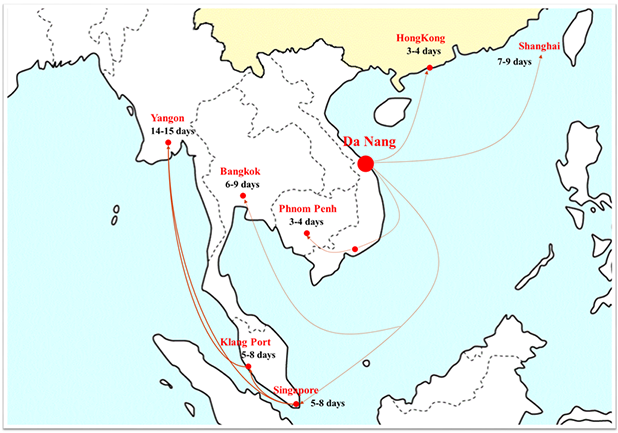 HongKong
3-4 days
Shanghai
7-9 days
Yangon
14-15 days
Da Nang
Bangkok
6-9 days
Phnom Penh
3-4 days
Klang Port
5-8 days
Singapore
5-8 days